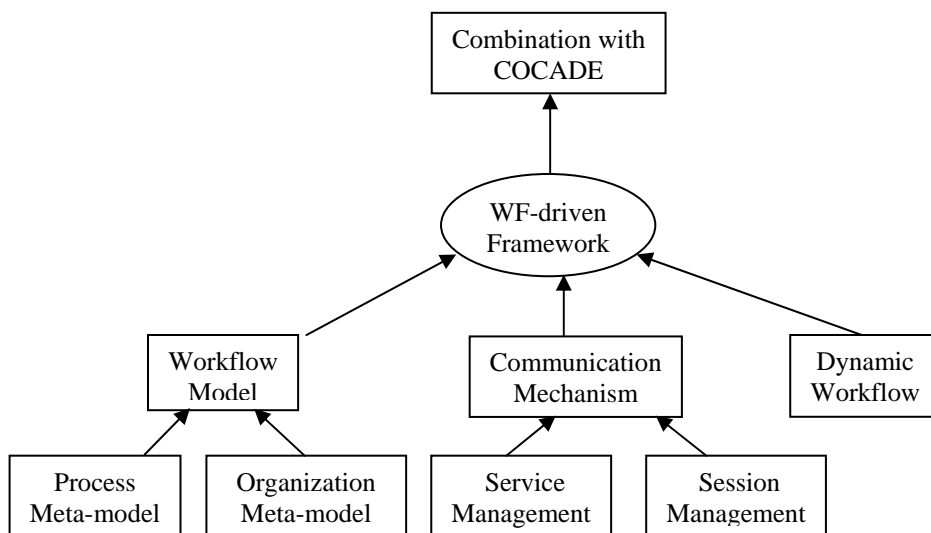 Combination with
COCADE
WF-driven
Framework
Workflow
Model
Communication
Mechanism
Dynamic
Workflow
Process
Meta-model
Organization
Meta-model
Service
Management
Session
Management